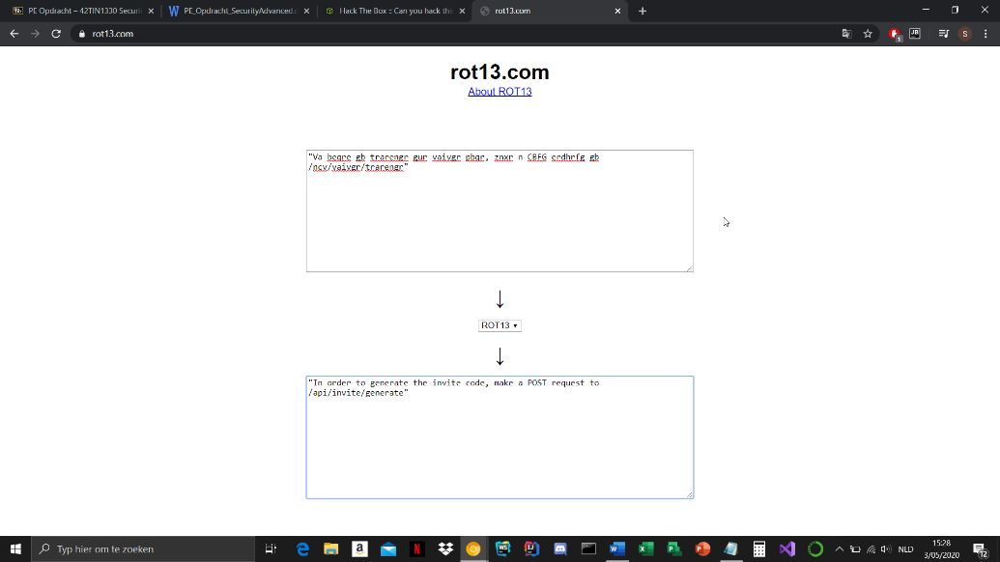 PE Opdracht – 42TIN1330 Securi
PE_Opdracht_SecurityAdvanced.
Hack The Box :: Can you hack thi
rot13.com
rot13.com
1
JB
S
rot13.com
About ROT13
"Va beqre gb trarengr gur vaivgr pbqr, znxr n CBFG erdhrfg gb
/ncv/vaivgr/trarengr"
ROT13
"In order to generate the invite code, make a POST request to
/api/invite/generate"
Typ hier om te zoeken
NLD
15:28
3/05/2020
12